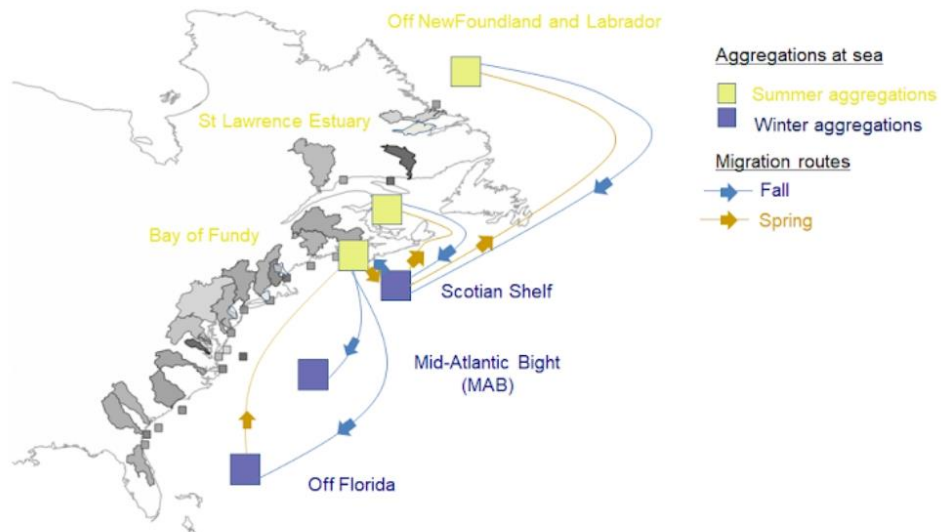 Off NewFoundland and Labrador
Aggregations at sea
Summer aggregations
St Lawrence Estuary
Winter aggregations
Migration routes
Fall
Spring
Bay of Fundy
Scotian Shelf
Mid-Atlantic Bight
(MAB)
Off Florida